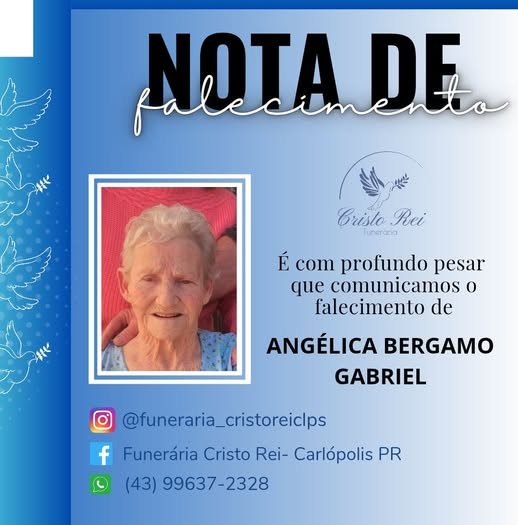 NOTA DE
falecimento
Cristo Rei
Funerária
É com profundo pesar
que comunicamos o
falecimento de
ANGÉLICA BERGAMO
GABRIEL
@funeraria_cristoreiclps
Funerária Cristo Rei- Carlópolis PR
(43) 99637-2328